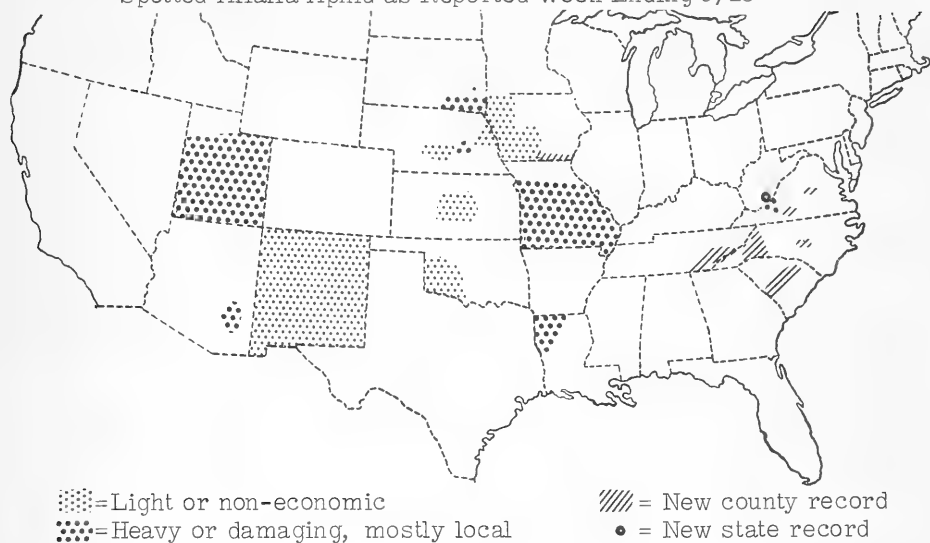 Spotted Alfalfa Aphid as Reported Week Ending
=Light or non-economic
=Heavy or damaging, mostly local
= New county record
= New state record